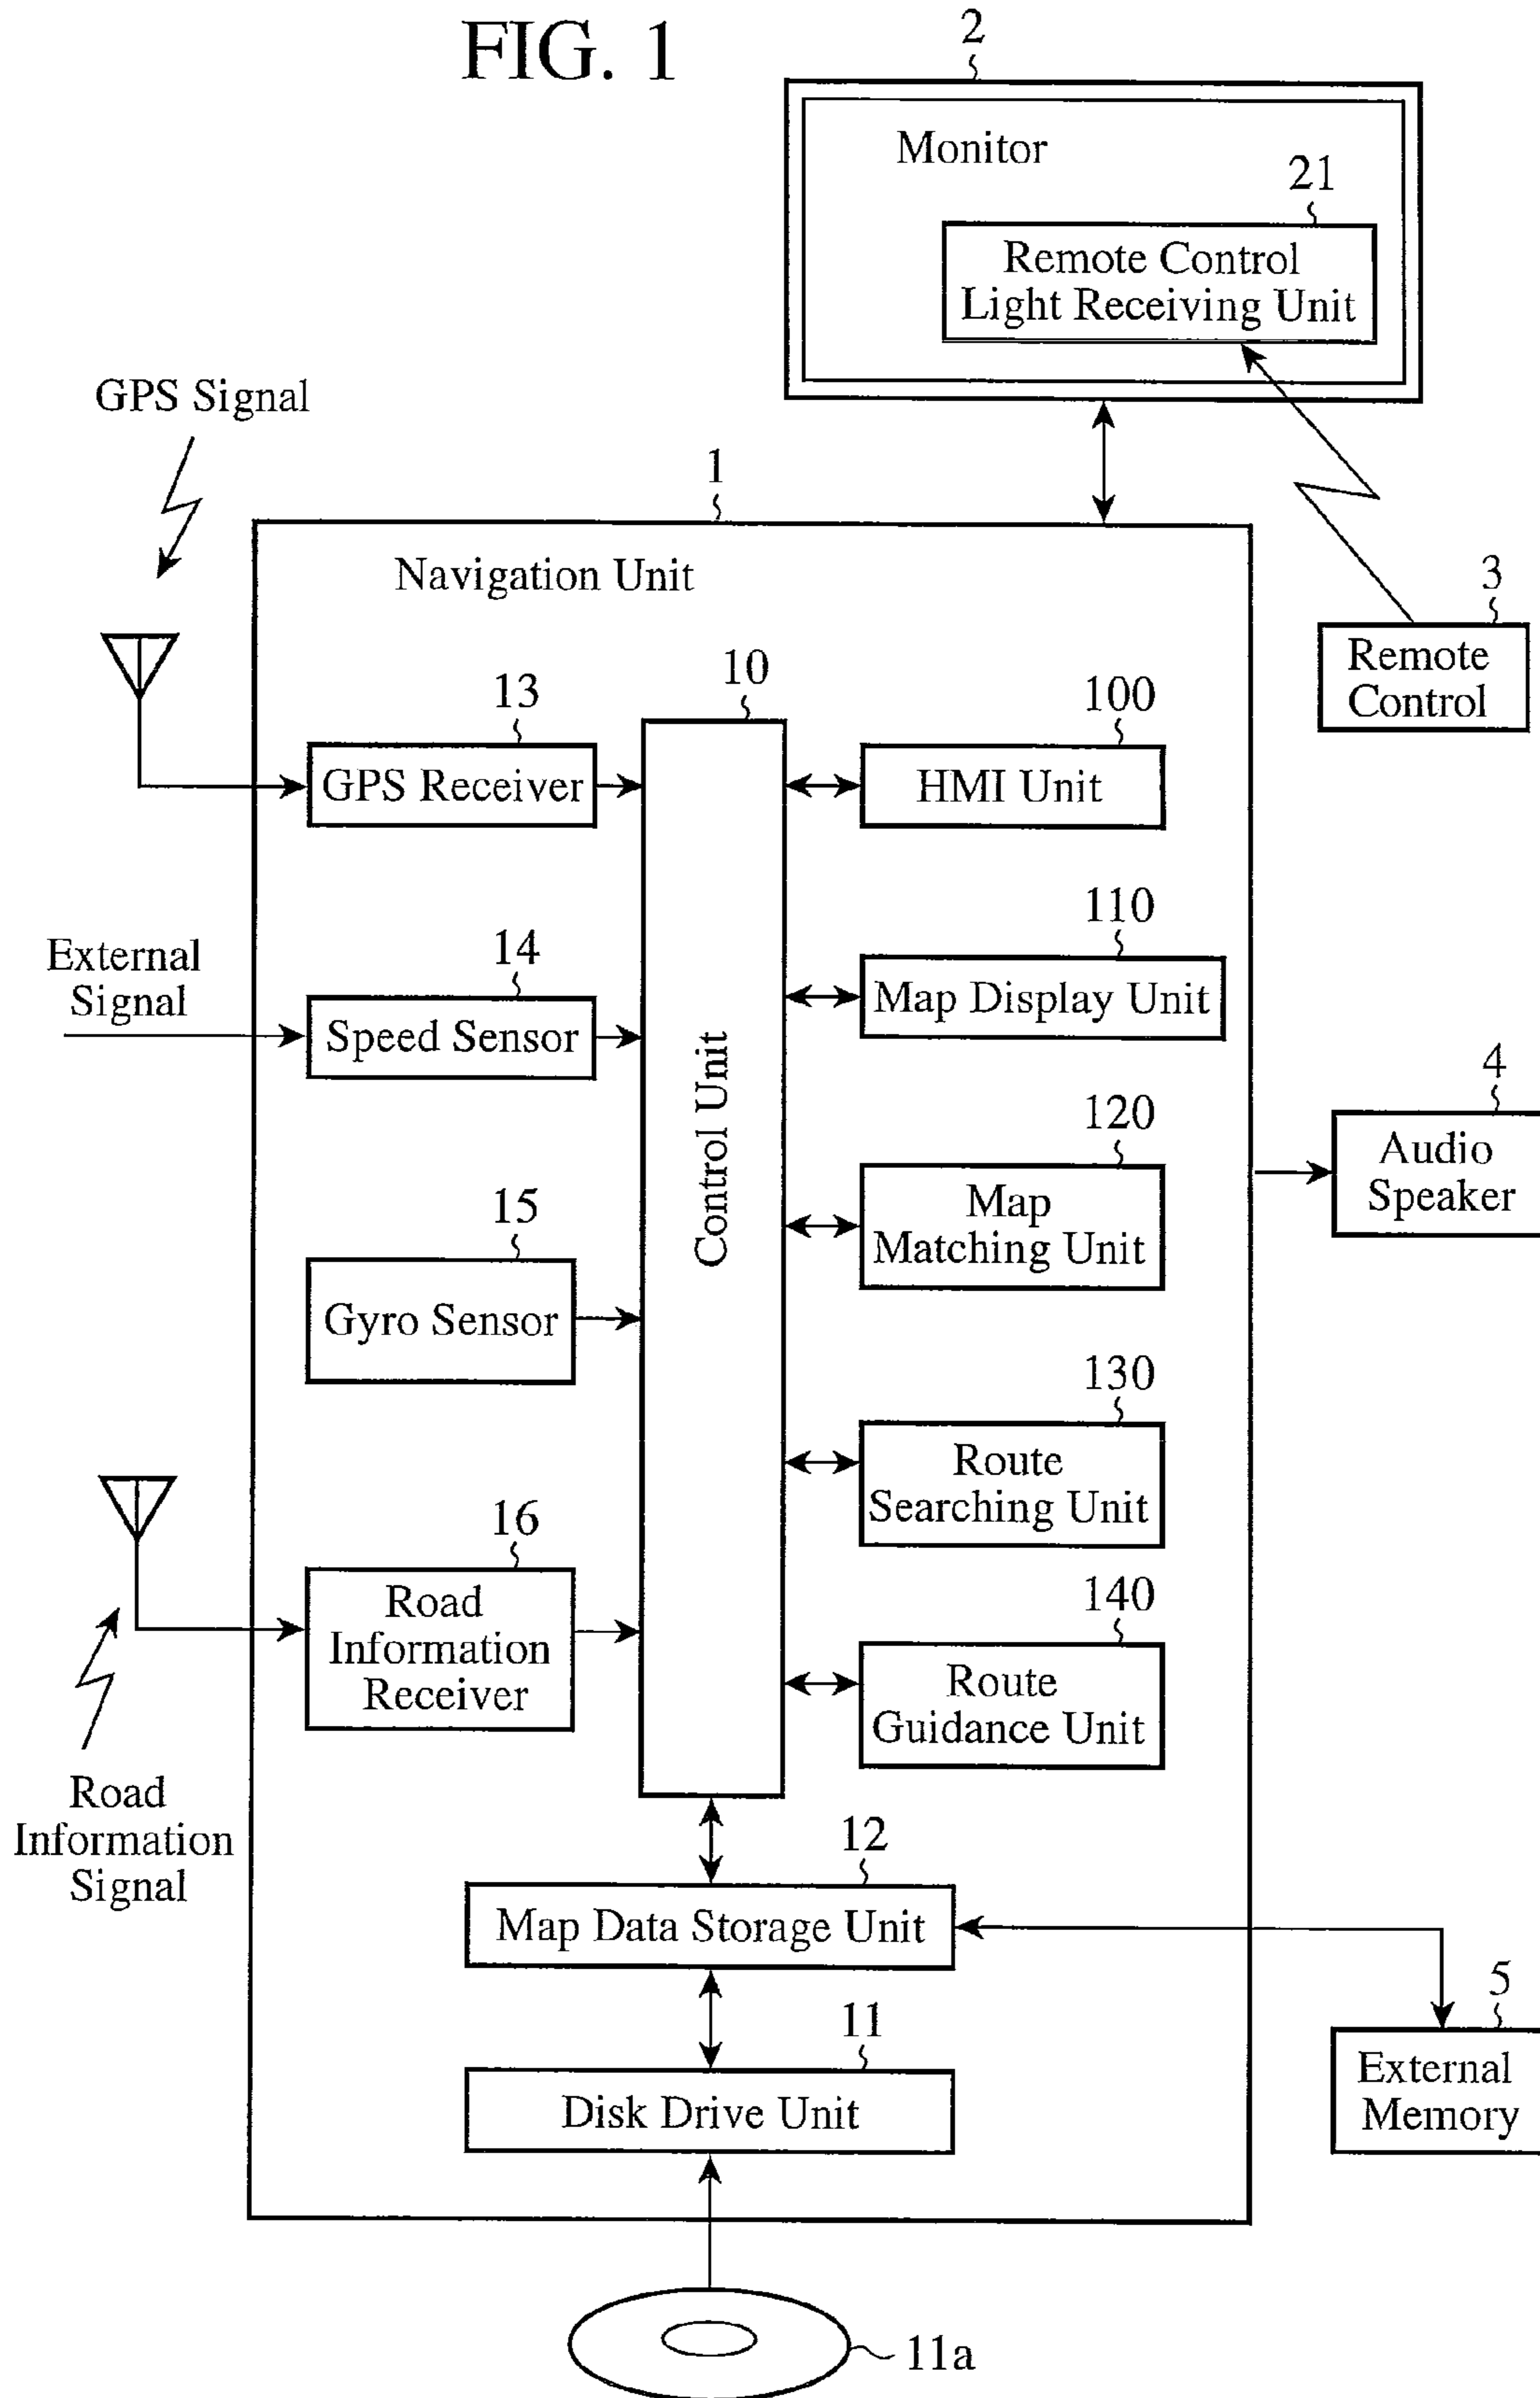 FIG. 1
2
Monitor
21
Remote Control
Light Receiving Unit
GPS Signal
1
Navigation Unit
3
Remote
Control
10
13
GPS Receiver
100
HMI Unit
110
Map Display Unit
External
Signal
14
Speed Sensor
Control Unit
4
Audio
Speaker
120
Map
Matching Unit
15
Gyro Sensor
130
Route
Searching Unit
16
Road
Information
Receiver
140
Route
Guidance Unit
Road
Information
Signal
12
Map Data Storage Unit
5
External
Memory
11
Disk Drive Unit
11a